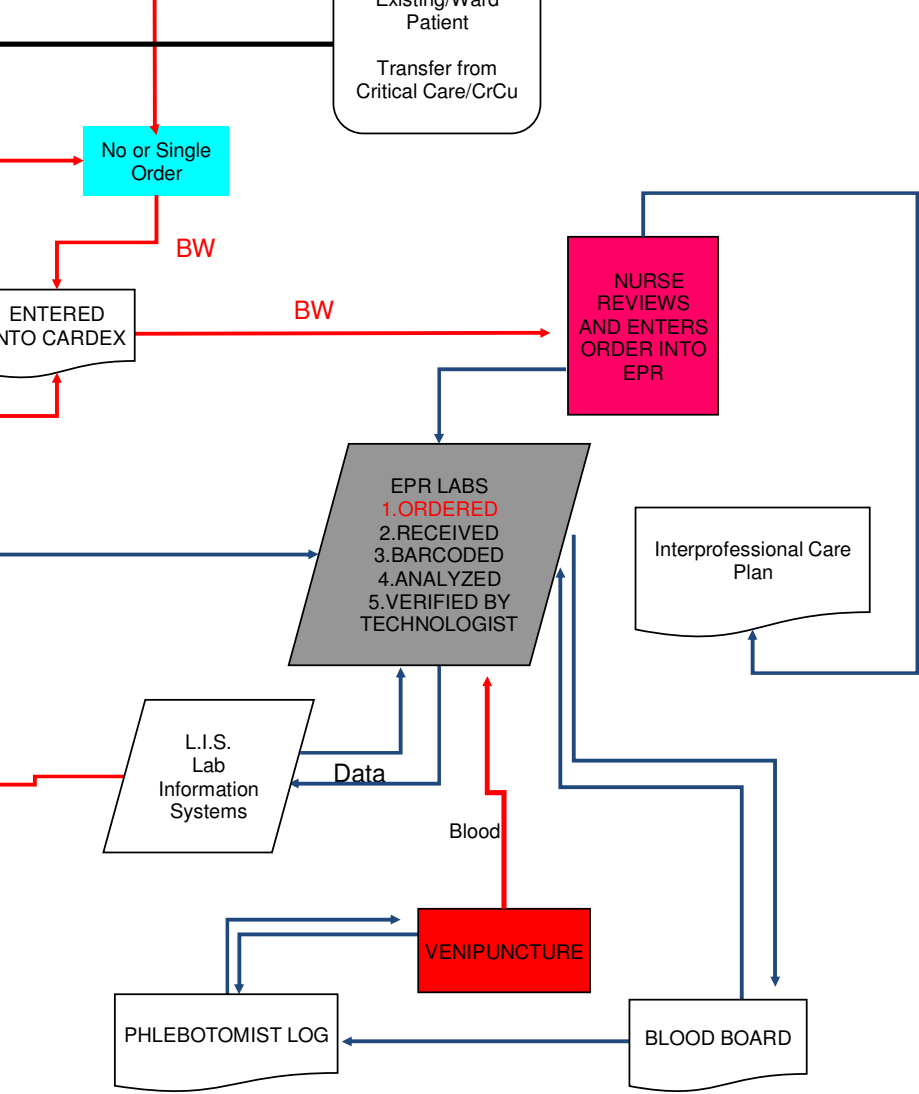 Existing/Ward
Patient
Transfer from
Critical Care/CrCu
No or Single
Order
BW
BW
ENTERED
NTO CARDEX
NURSE
REVIEWS
AND ENTERS
ORDER INTO
EPR
EPR LABS
1.ORDERED
2.RECEIVED
3.BARCODED
4.ANALYZED
5.VERIFIED BY
TECHNOLOGIST
Interprofessional Care
Plan
L.I.S.
Lab
Information
Systems
Data
Blood
VENIPUNCTURE
PHLEBOTOMIST LOG
BLOOD BOARD